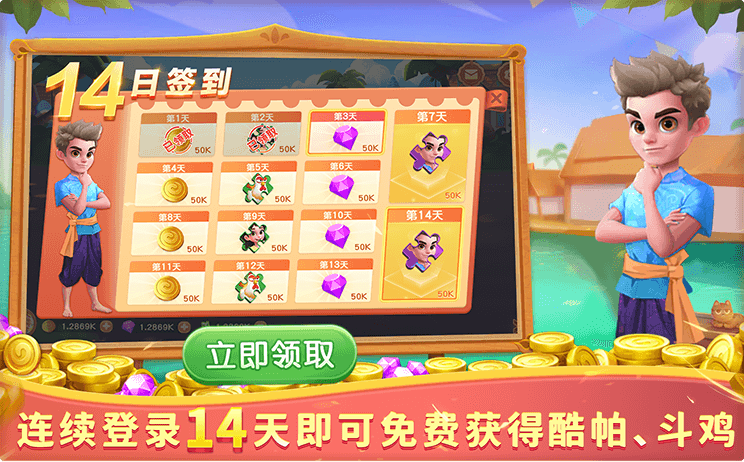 14日签到
第1天
已领取
50K
第2天
已领取
50K
第3天
50K
第7天
50K
第4天
50K
第5天
50K
第6天
50K
第8天
50K
第9天
50K
第10天
50K
第14天
50K
第11天
50K
第12天
50K
第13天
50K
1.2869K
1.2869K
立即领取
连续登录14天即可免费获得酷帕、斗鸡